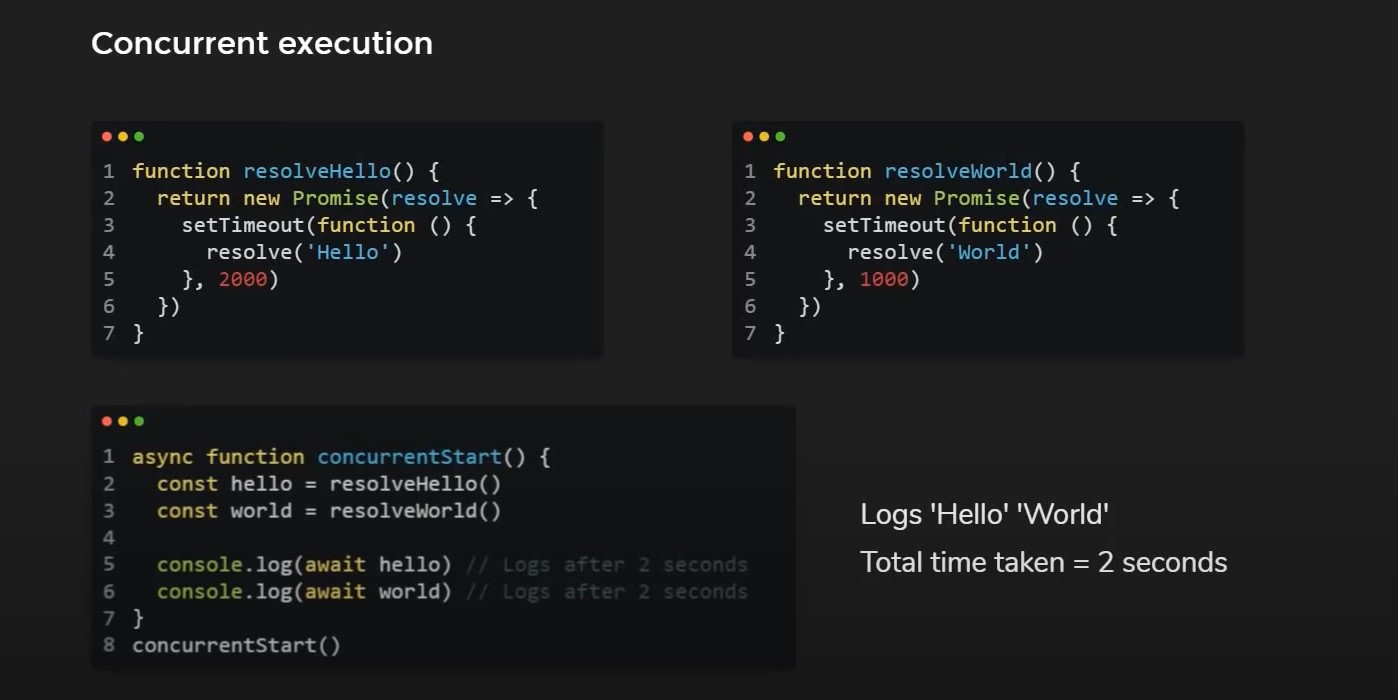 Concurrent execution
1 function resolveHello() {
2   return new Promise(resolve => {
3     setTimeout(function () {
4       resolve('Hello')
5     }, 2000)
6   })
7 }
1 function resolveWorld() {
2   return new Promise(resolve => {
3     setTimeout(function () {
4       resolve('World')
5     }, 1000)
6   })
7 }
1 async function concurrentStart() {
2   const hello = resolveHello()
3   const world = resolveWorld()
4
5   console.log(await hello) // Logs after 2 seconds
6   console.log(await world) // Logs after 2 seconds
7 }
8 concurrentStart()
Logs 'Hello' 'World'
Total time taken = 2 seconds